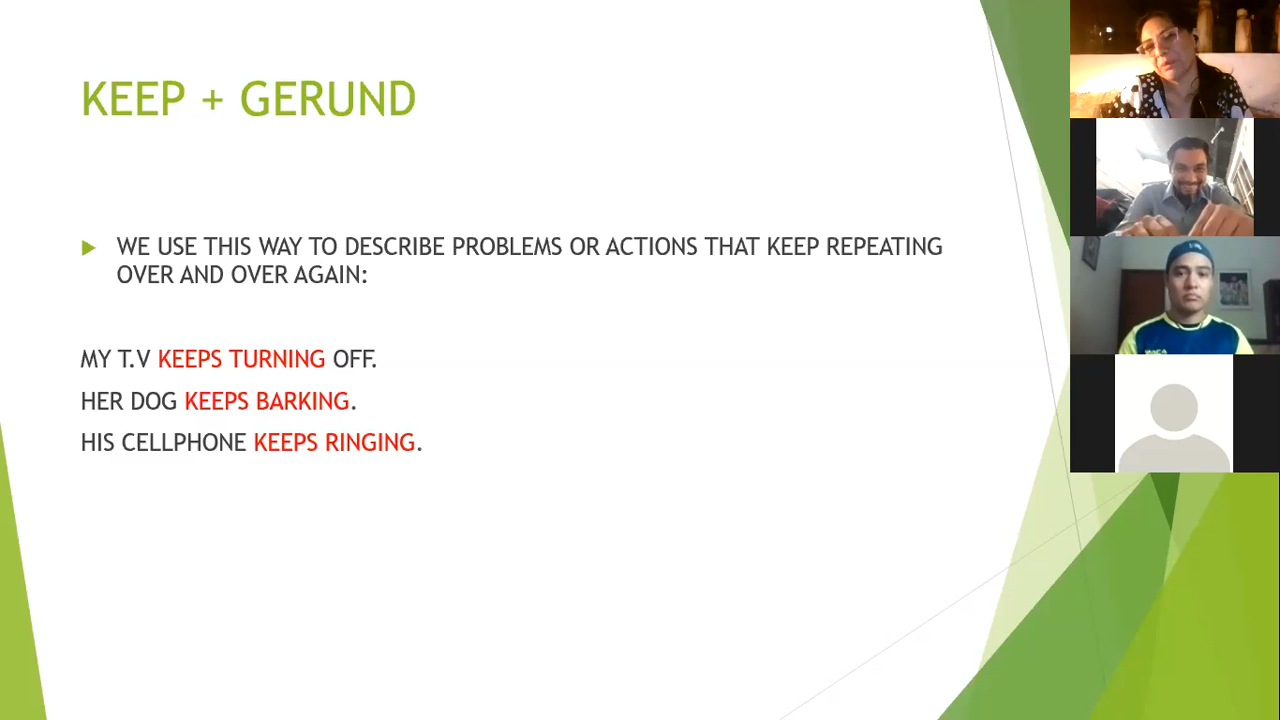 KEEP + GERUND
WE USE THIS WAY TO DESCRIBE PROBLEMS OR ACTIONS THAT KEEP REPEATING
OVER AND OVER AGAIN:
MY T.V KEEPS TURNING OFF.
HER DOG KEEPS BARKING.
HIS CELLPHONE KEEPS RINGING.